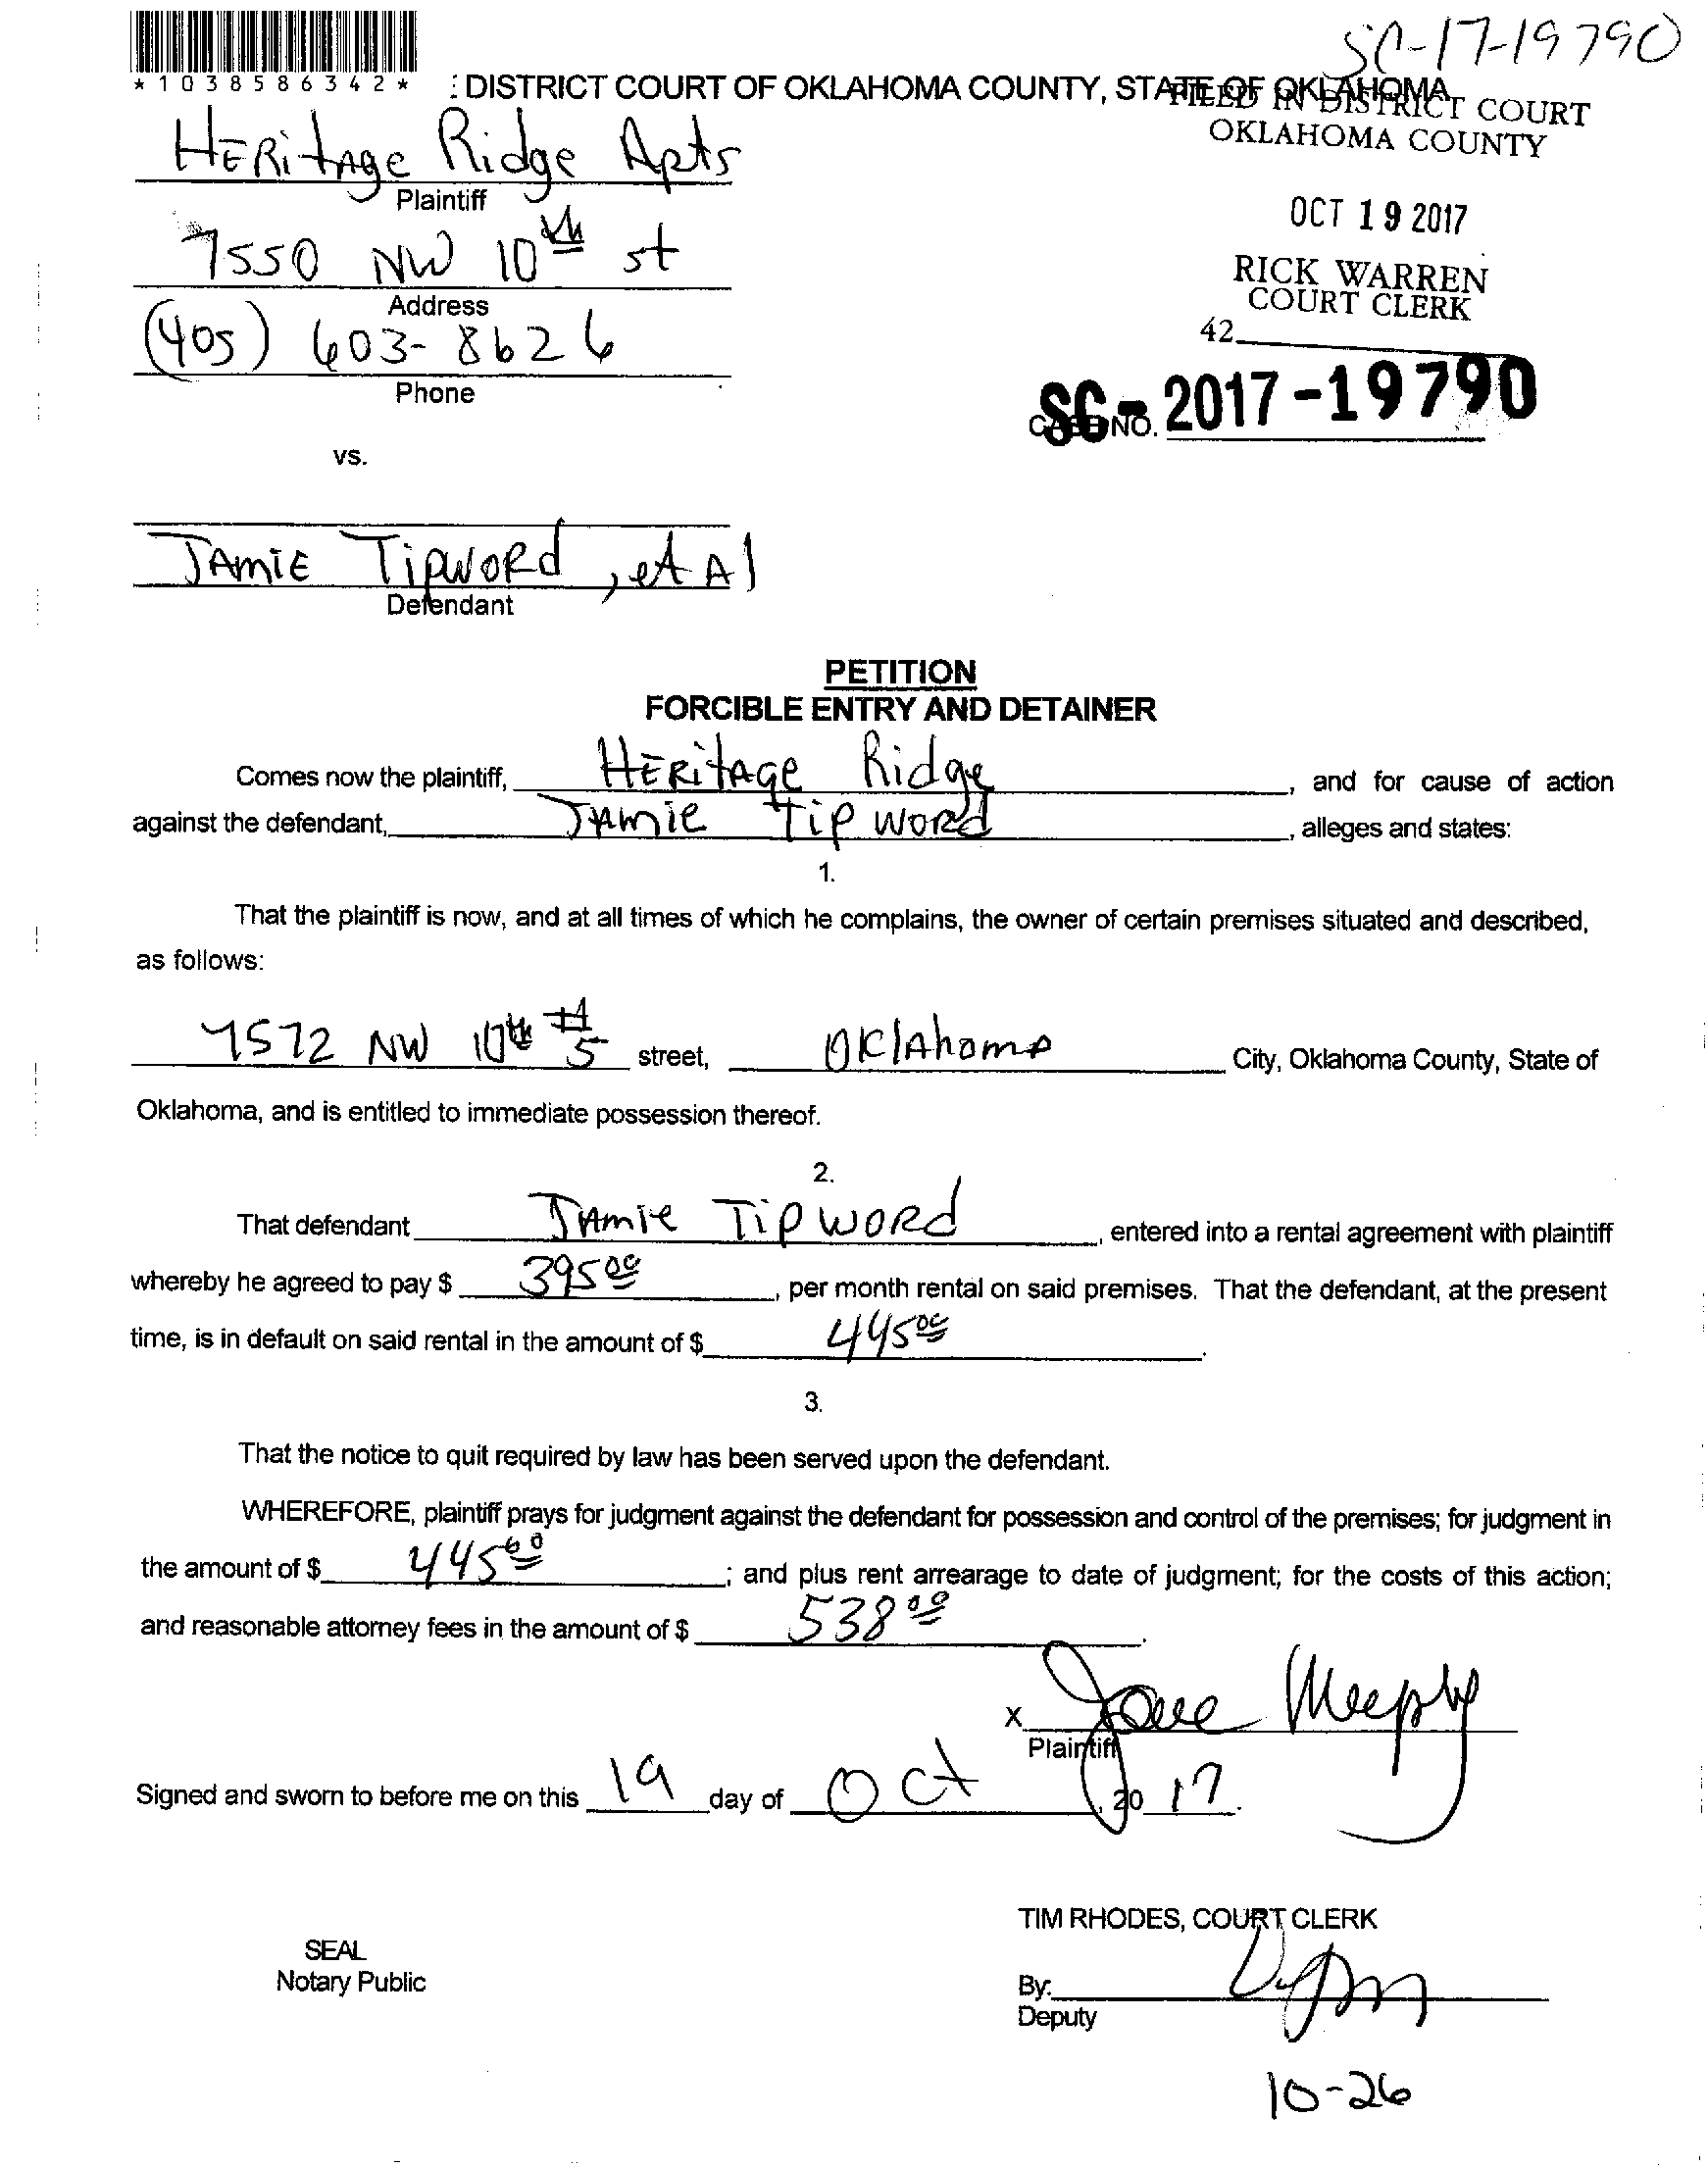 SC-17-19790
*1038586342*
: DISTRICT COURT OF OKLAHOMA COUNTY, STATE OF OKLAHOMA
FILED IN DISTRICT COURT
OKLAHOMA COUNTY
HERitAge Ridge Apts
Plaintiff
OCT 19 2017
7550 NW 10th st
Address
RICK WARREN
COURT CLERK
(405) 603-8626
Phone
42
CASE NO. SC-2017-19790
vs.
JAmiE TipwoRd, et Al
Defendant
PETITION
FORCIBLE ENTRY AND DETAINER
Comes now the plaintiff, HERitAge Ridge, and for cause of action
against the defendant, JAmie Tip woRd, alleges and states:
1.
That the plaintiff is now, and at all times of which he complains, the owner of certain premises situated and described,
as follows:
7572 NW 10th #5 street, OklAhomA City, Oklahoma County, State of
Oklahoma, and is entitled to immediate possession thereof.
2.
That defendant JAmie Tip woRd, entered into a rental agreement with plaintiff
whereby he agreed to pay $ 395 00, per month rental on said premises. That the defendant, at the present
time, is in default on said rental in the amount of $ 445 00.
3.
That the notice to quit required by law has been served upon the defendant.
WHEREFORE, plaintiff prays for judgment against the defendant for possession and control of the premises; for judgment in
the amount of $ 445 00; and plus rent arrearage to date of judgment; for the costs of this action;
and reasonable attorney fees in the amount of $ 538 00.
X
Plaintiff
Signed and sworn to before me on this 19 day of Oct, 20 17.
TIM RHODES, COURT CLERK
SEAL
Notary Public
By:
Deputy
10-26